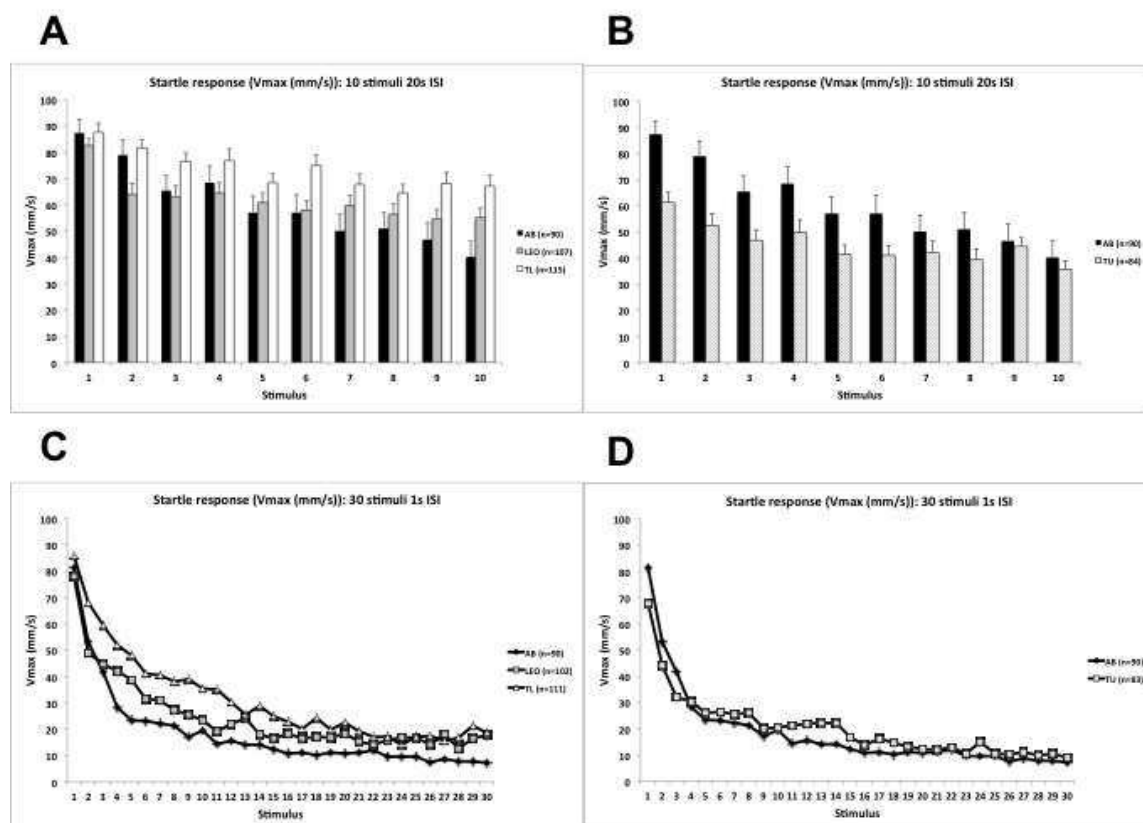 A
Startle response (Vmax (mm/s)): 10 stimuli 20s ISI
Vmax (mm/s)
100
90
80
70
60
50
40
30
20
10
0
1 2 3 4 5 6 7 8 9 10
Stimulus
AB (n=90)
LEO (n=107)
TL (n=115)
B
Startle response (Vmax (mm/s)): 10 stimuli 20s ISI
Vmax (mm/s)
100
90
80
70
60
50
40
30
20
10
0
1 2 3 4 5 6 7 8 9 10
Stimulus
AB (n=90)
TU (n=84)
C
Startle response (Vmax (mm/s)): 30 stimuli 1s ISI
Vmax (mm/s)
100
90
80
70
60
50
40
30
20
10
0
1 2 3 4 5 6 7 8 9 10 11 12 13 14 15 16 17 18 19 20 21 22 23 24 25 26 27 28 29 30
Stimulus
AB (n=90)
LEO (n=102)
TL (n=111)
D
Startle response (Vmax (mm/s)): 30 stimuli 1s ISI
Vmax (mm/s)
100
90
80
70
60
50
40
30
20
10
0
1 2 3 4 5 6 7 8 9 10 11 12 13 14 15 16 17 18 19 20 21 22 23 24 25 26 27 28 29 30
Stimulus
AB (n=90)
TU (n=83)